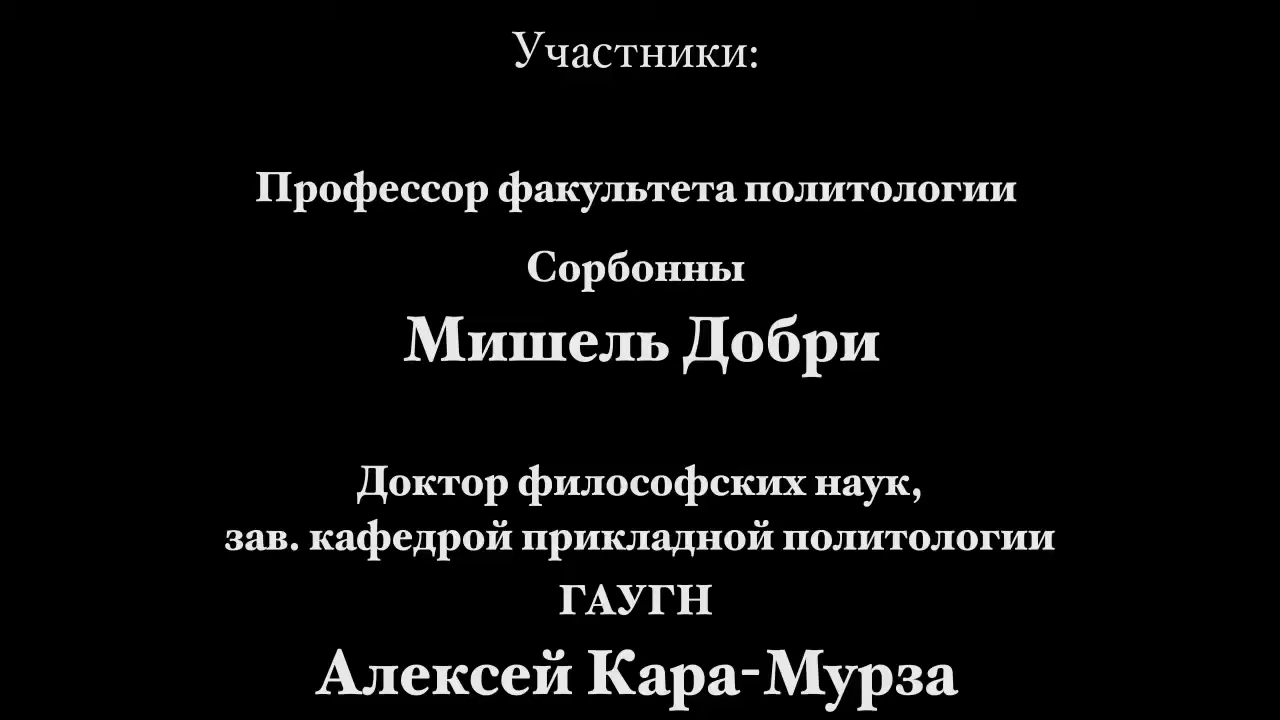 Участники:
Профессор факультета политологии
Сорбонны
Мишель Добри
Доктор философских наук,
зав. кафедрой прикладной политологии
ГАУГН
Алексей Кара-Мурза